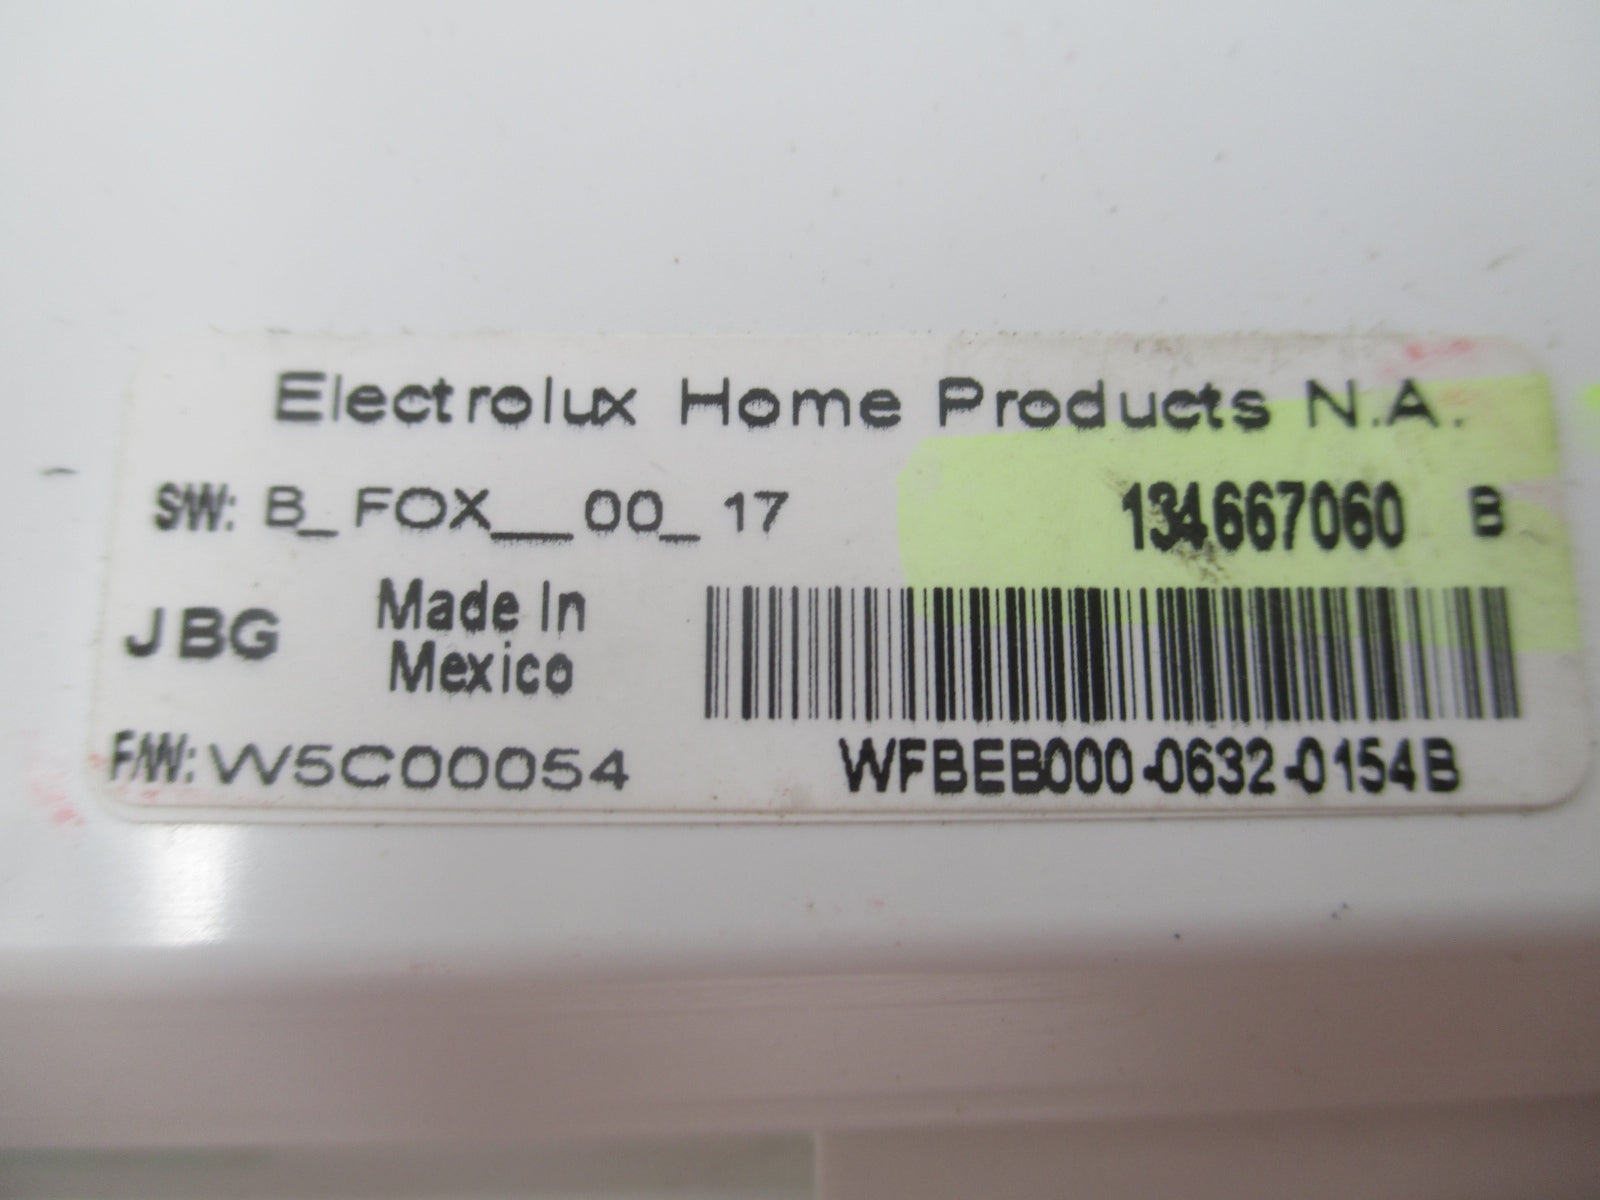 Electrolux Home Products N.A.
SW: B_FOX__00_17 134667060 B
JBG Made In
Mexico
F/W: W5C00054 WFBEB000-0632-0154B